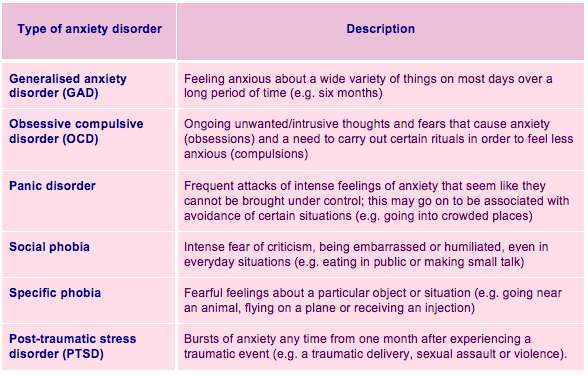 Type of anxiety disorder
Description
Generalised anxiety
disorder (GAD)
Feeling anxious about a wide variety of things on most days over a
long period of time (e.g. six months)
Obsessive compulsive
disorder (OCD)
Ongoing unwanted/intrusive thoughts and fears that cause anxiety
(obsessions) and a need to carry out certain rituals in order to feel less
anxious (compulsions)
Panic disorder
Frequent attacks of intense feelings of anxiety that seem like they
cannot be brought under control; this may go on to be associated with
avoidance of certain situations (e.g. going into crowded places)
Social phobia
Intense fear of criticism, being embarrassed or humiliated, even in
everyday situations (e.g. eating in public or making small talk)
Specific phobia
Fearful feelings about a particular object or situation (e.g. going near
an animal, flying on a plane or receiving an injection)
Post-traumatic stress
disorder (PTSD)
Bursts of anxiety any time from one month after experiencing a
traumatic event (e.g. a traumatic delivery, sexual assault or violence).